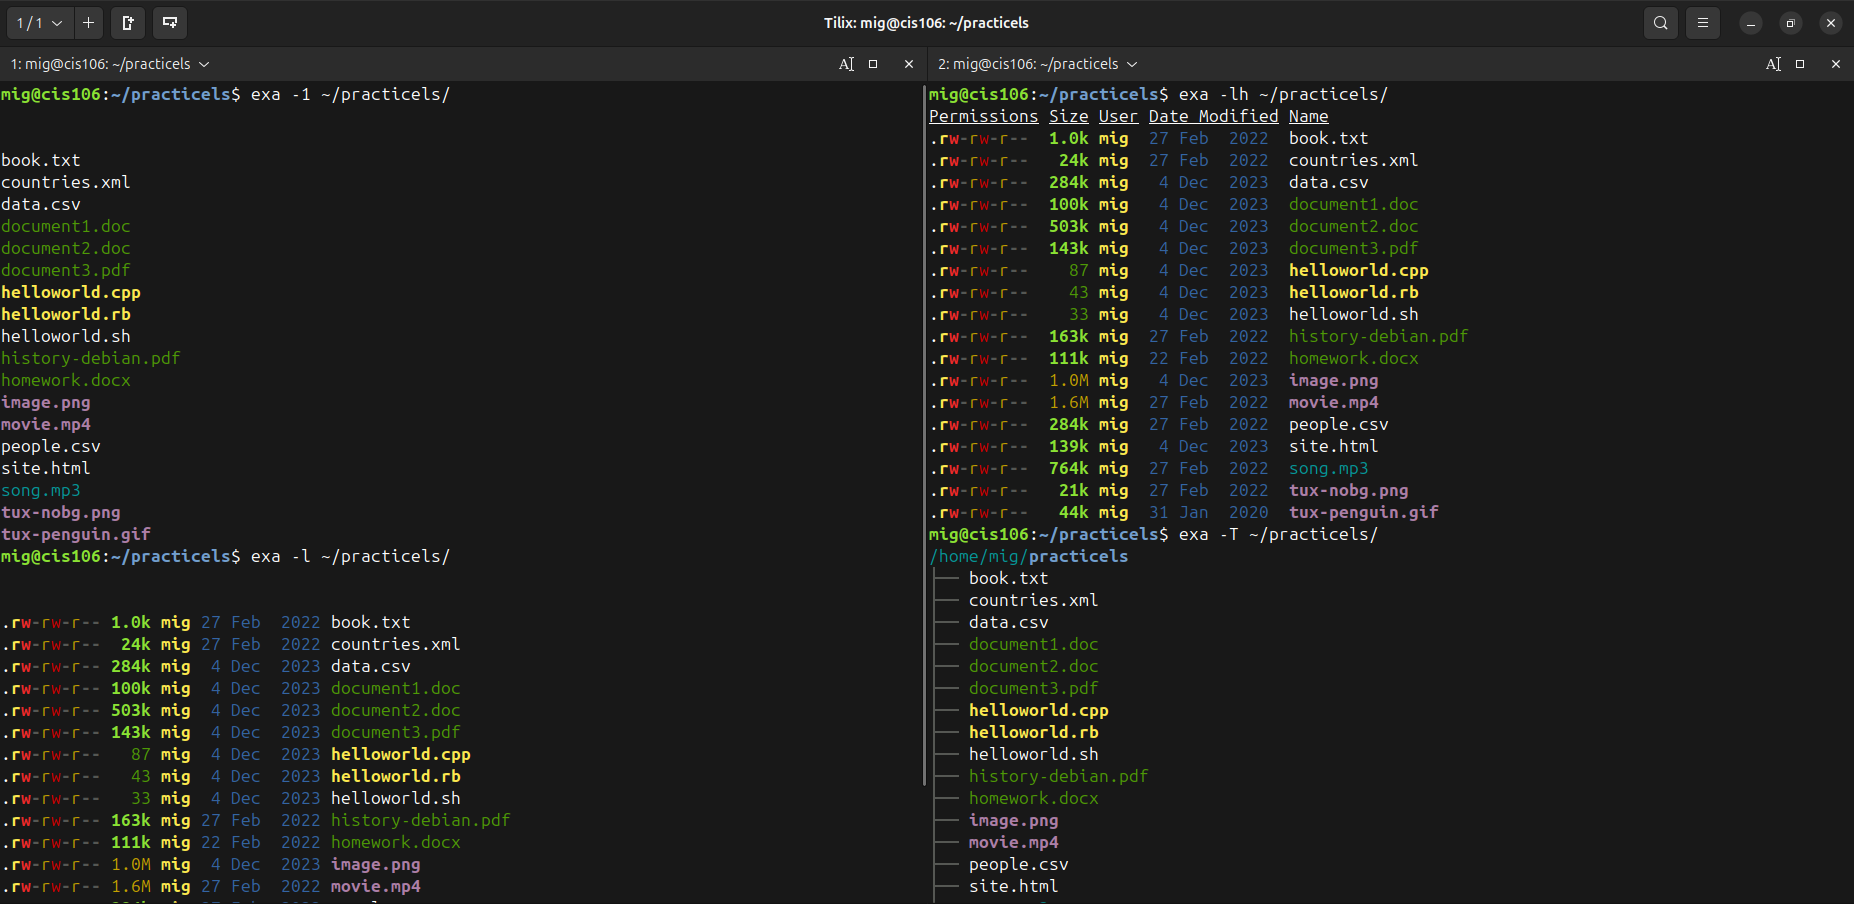 1 / 1
Tilix: mig@cis106: ~/practicels
1: mig@cis106: ~/practicels
mig@cis106:~/practicels$ exa -1 ~/practicels/
book.txt
countries.xml
data.csv
document1.doc
document2.doc
document3.pdf
helloworld.cpp
helloworld.rb
helloworld.sh
history-debian.pdf
homework.docx
image.png
movie.mp4
people.csv
site.html
song.mp3
tux-nobg.png
tux-penguin.gif
mig@cis106:~/practicels$ exa -l ~/practicels/
.rw-rw-r-- 1.0k mig 27 Feb  2022 book.txt
.rw-rw-r--  24k mig 27 Feb  2022 countries.xml
.rw-rw-r-- 284k mig  4 Dec  2023 data.csv
.rw-rw-r-- 100k mig  4 Dec  2023 document1.doc
.rw-rw-r-- 503k mig  4 Dec  2023 document2.doc
.rw-rw-r-- 143k mig  4 Dec  2023 document3.pdf
.rw-rw-r--   87 mig  4 Dec  2023 helloworld.cpp
.rw-rw-r--   43 mig  4 Dec  2023 helloworld.rb
.rw-rw-r--   33 mig  4 Dec  2023 helloworld.sh
.rw-rw-r-- 163k mig 27 Feb  2022 history-debian.pdf
.rw-rw-r-- 111k mig 22 Feb  2022 homework.docx
.rw-rw-r-- 1.0M mig  4 Dec  2023 image.png
.rw-rw-r-- 1.6M mig 27 Feb  2022 movie.mp4
2: mig@cis106: ~/practicels
mig@cis106:~/practicels$ exa -lh ~/practicels/
Permissions Size User Date Modified Name
.rw-rw-r--  1.0k mig  27 Feb  2022  book.txt
.rw-rw-r--   24k mig  27 Feb  2022  countries.xml
.rw-rw-r--  284k mig   4 Dec  2023  data.csv
.rw-rw-r--  100k mig   4 Dec  2023  document1.doc
.rw-rw-r--  503k mig   4 Dec  2023  document2.doc
.rw-rw-r--  143k mig   4 Dec  2023  document3.pdf
.rw-rw-r--    87 mig   4 Dec  2023  helloworld.cpp
.rw-rw-r--    43 mig   4 Dec  2023  helloworld.rb
.rw-rw-r--    33 mig   4 Dec  2023  helloworld.sh
.rw-rw-r--  163k mig  27 Feb  2022  history-debian.pdf
.rw-rw-r--  111k mig  22 Feb  2022  homework.docx
.rw-rw-r--  1.0M mig   4 Dec  2023  image.png
.rw-rw-r--  1.6M mig  27 Feb  2022  movie.mp4
.rw-rw-r--  284k mig  27 Feb  2022  people.csv
.rw-rw-r--  139k mig   4 Dec  2023  site.html
.rw-rw-r--  764k mig  27 Feb  2022  song.mp3
.rw-rw-r--   21k mig  27 Feb  2022  tux-nobg.png
.rw-rw-r--   44k mig  31 Jan  2020  tux-penguin.gif
mig@cis106:~/practicels$ exa -T ~/practicels/
/home/mig/practicels
├── book.txt
├── countries.xml
├── data.csv
├── document1.doc
├── document2.doc
├── document3.pdf
├── helloworld.cpp
├── helloworld.rb
├── helloworld.sh
├── history-debian.pdf
├── homework.docx
├── image.png
├── movie.mp4
├── people.csv
├── site.html